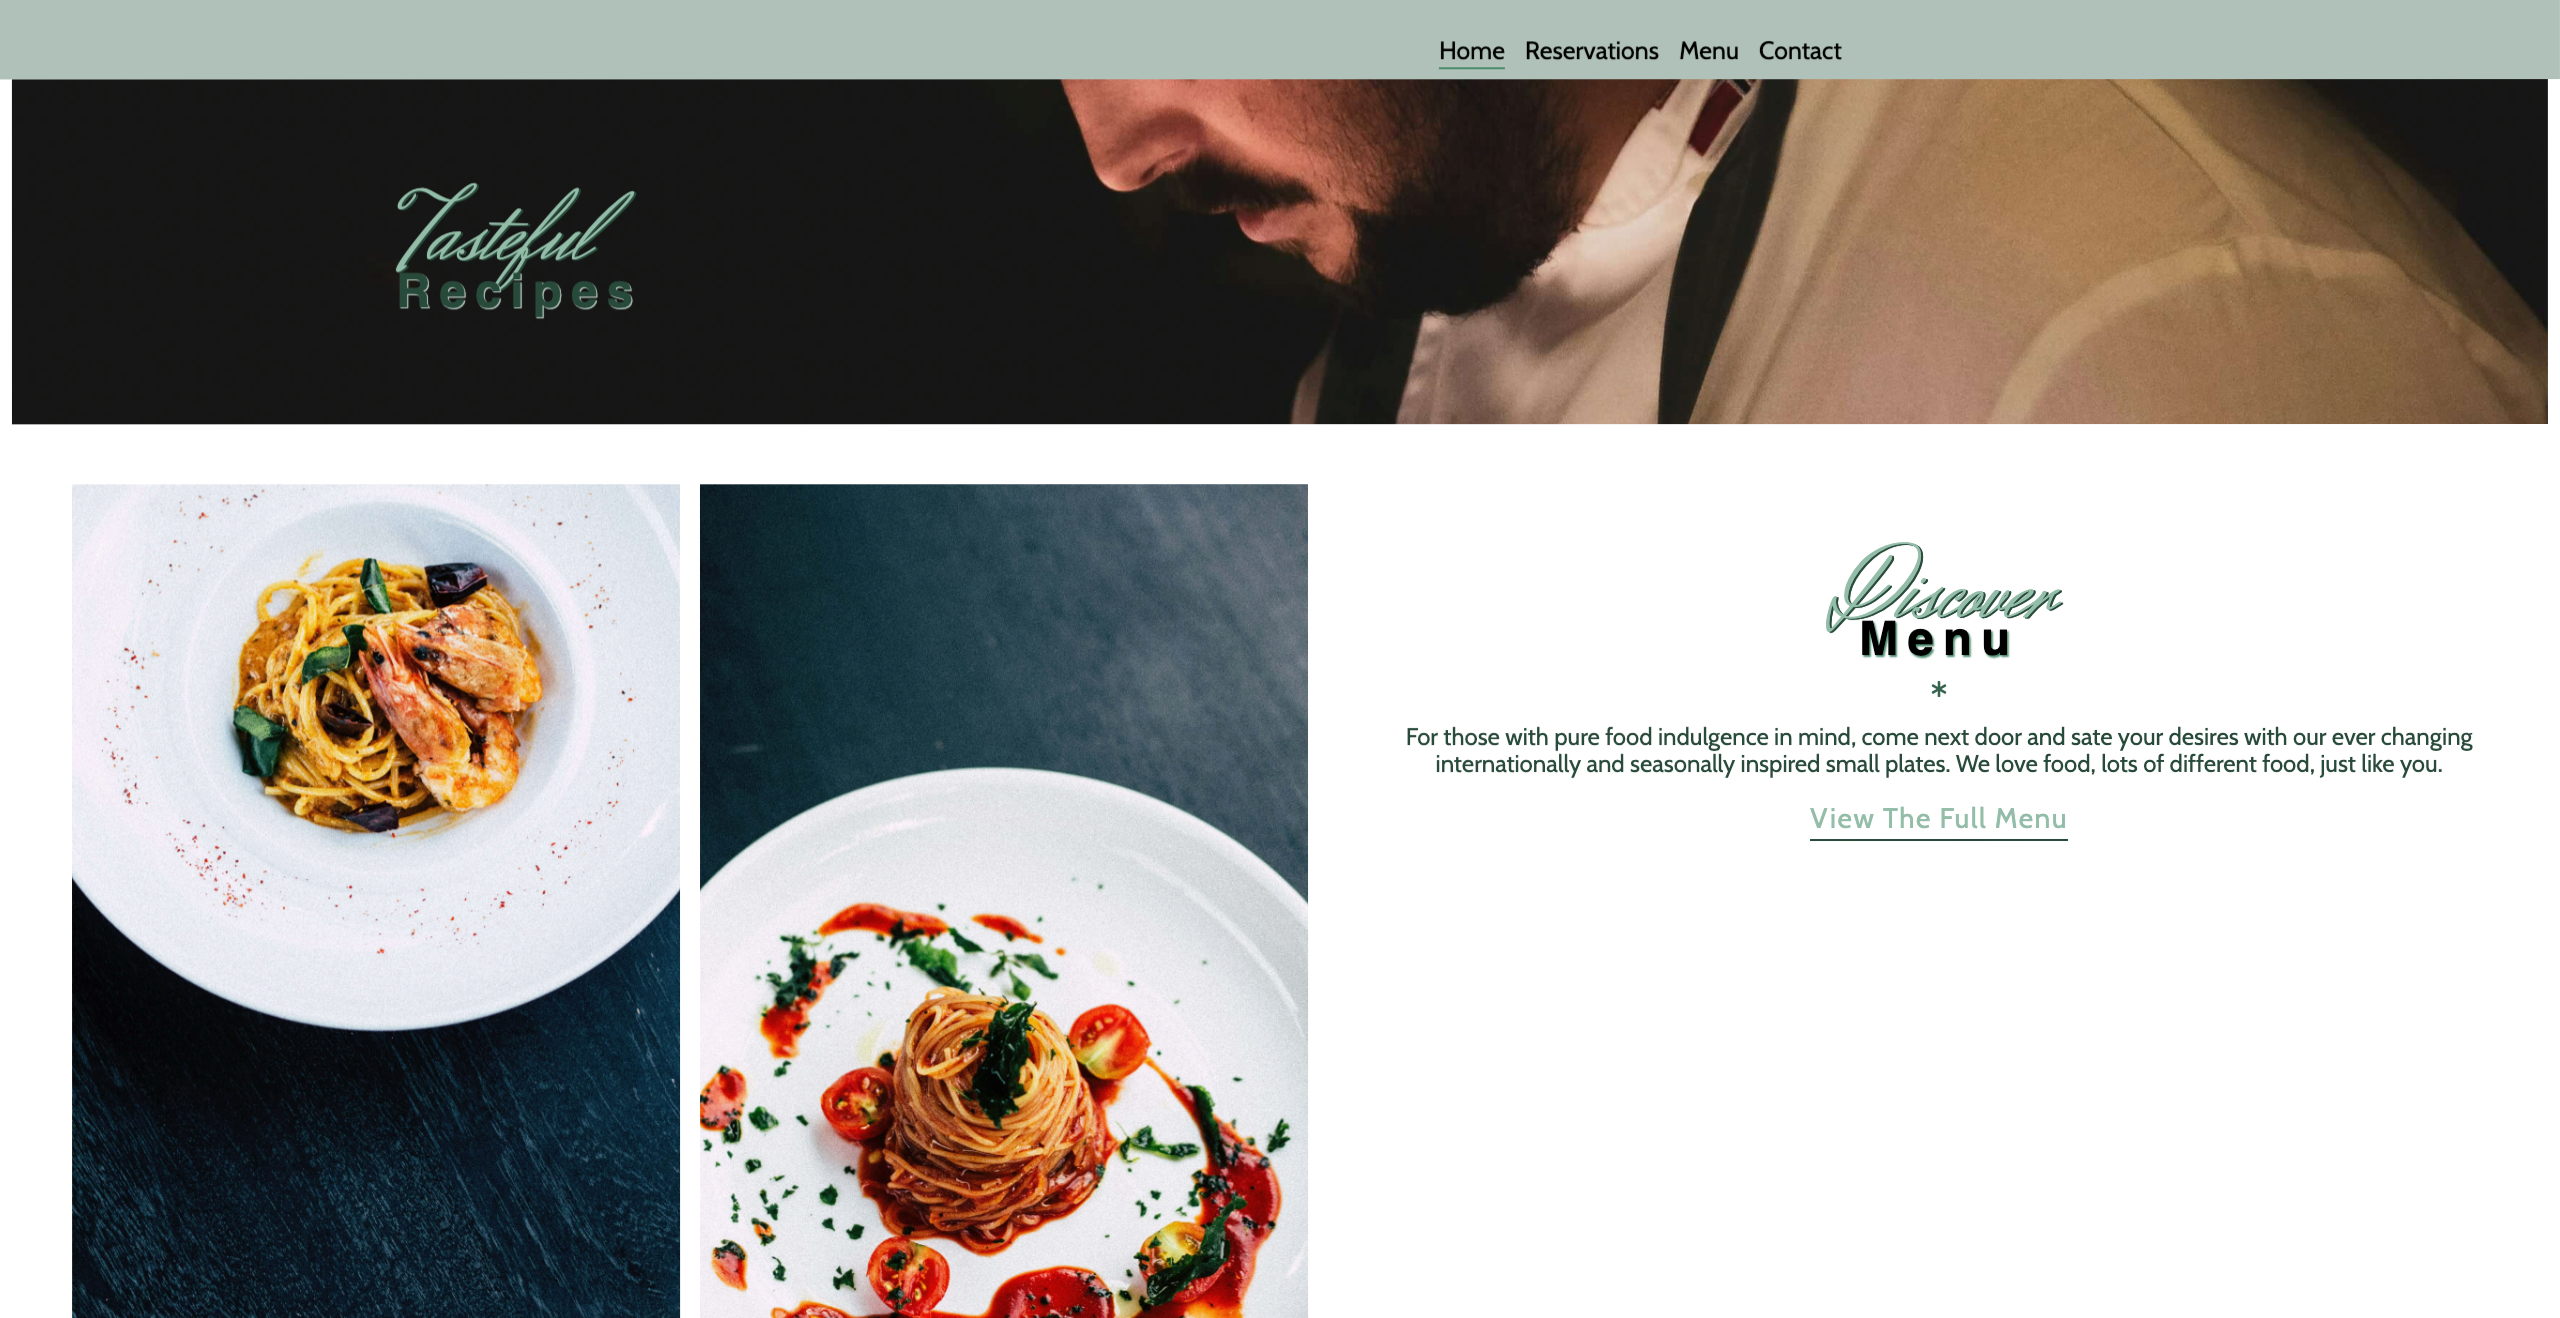 Home Reservations Menu Contact
Tasteful
Recipes
Discover
Menu
*
For those with pure food indulgence in mind, come next door and sate your desires with our ever changing
internationally and seasonally inspired small plates. We love food, lots of different food, just like you.
View The Full Menu